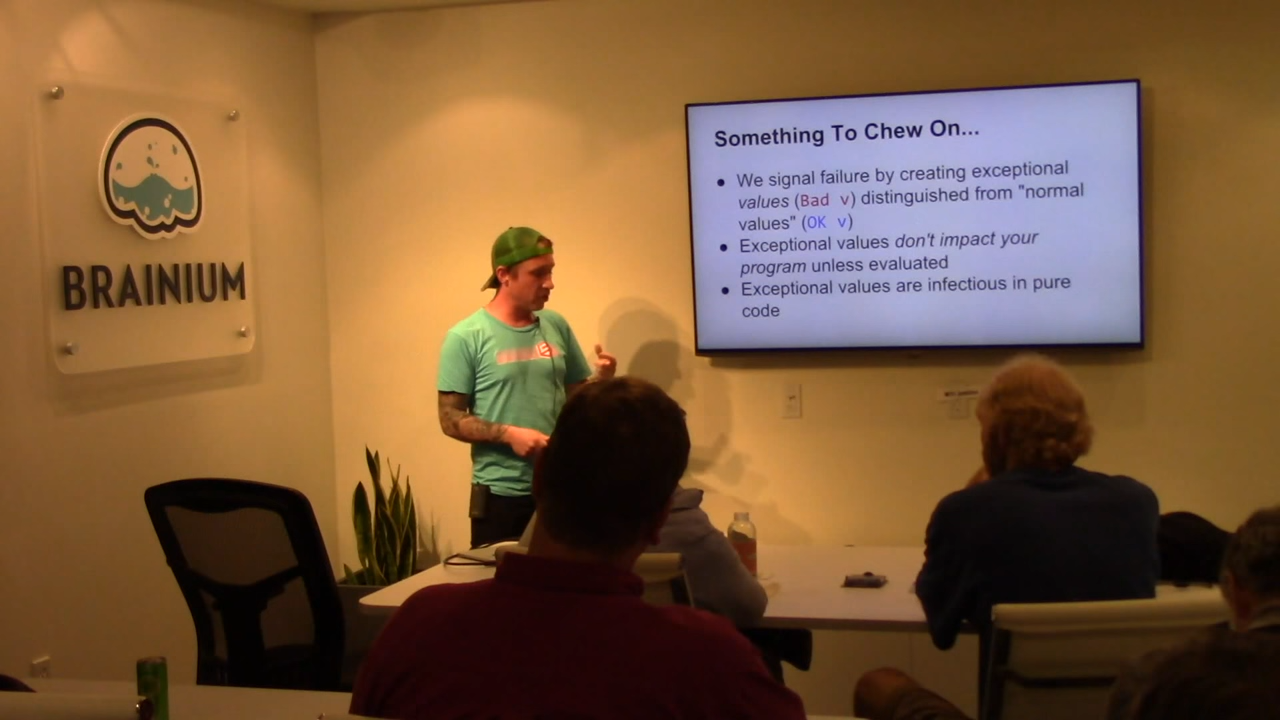 BRAINIUM
Something To Chew On...
● We signal failure by creating exceptional
values (Bad v) distinguished from "normal
values" (OK v)
● Exceptional values don't impact your
program unless evaluated
● Exceptional values are infectious in pure
code